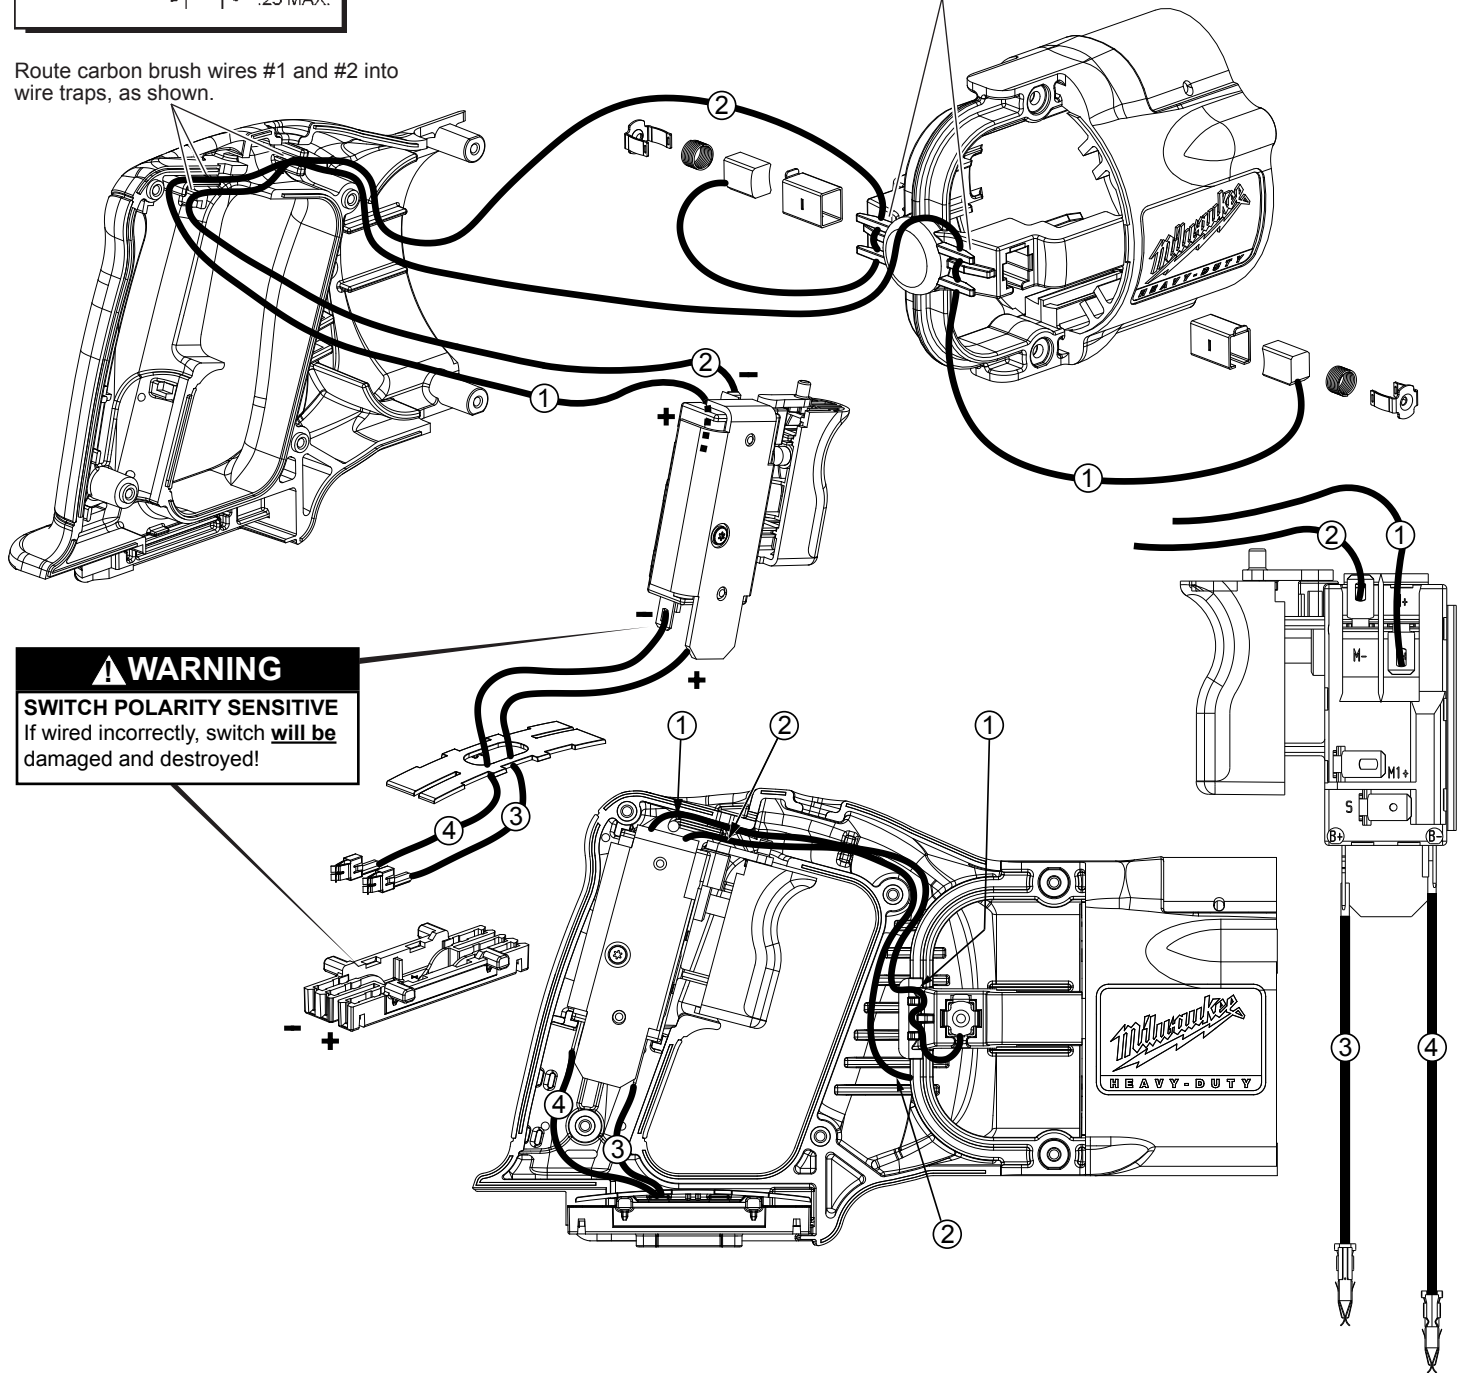 .25 MAX.
Route carbon brush wires #1 and #2 into
wire traps, as shown.
2
Milwaukee
HEAVY-DUTY
2
-
1
+
1
2
1
-
+
M+
M-
M1+
S
B+
B-
WARNING
SWITCH POLARITY SENSITIVE
If wired incorrectly, switch will be
damaged and destroyed!
1
2
1
4
3
-
+
Milwaukee
HEAVY-DUTY
3
4
4
3
2